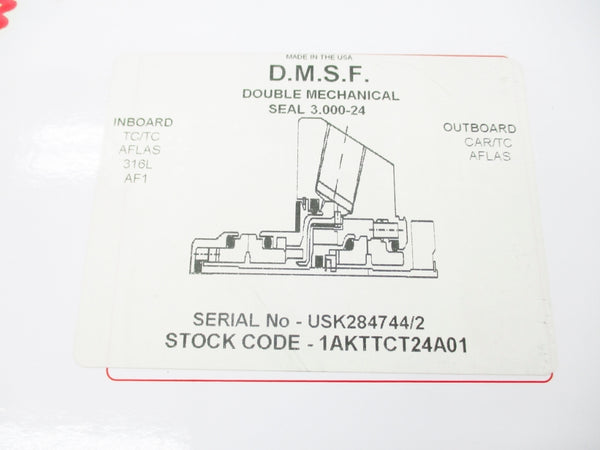 MADE IN THE USA
D.M.S.F.
DOUBLE MECHANICAL
SEAL 3.000-24
INBOARD
TC/TC
AFLAS
316L
AF1
OUTBOARD
CAR/TC
AFLAS
SERIAL No - USK284744/2
STOCK CODE - 1AKTTCT24A01